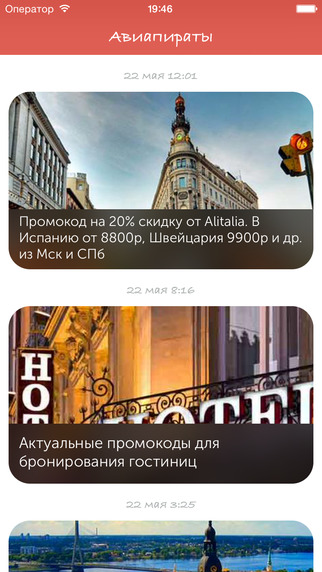 Оператор 19:46
Авиапираты
22 мая 12:01
Промокод на 20% скидку от Alitalia. В
Испанию от 8800р, Швейцария 9900р и др.
из Мск и СПб
22 мая 8:16
HOT
HOTEL
Актуальные промокоды для
бронирования гостиниц
22 мая 3:25